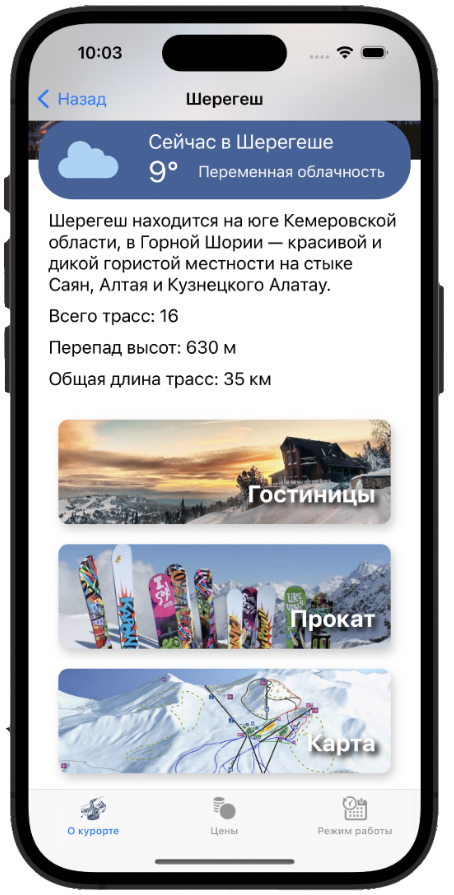 10:03
Назад
Шерегеш
Сейчас в Шерегеше
9° Переменная облачность
Шерегеш находится на юге Кемеровской
области, в Горной Шории — красивой и
дикой гористой местности на стыке
Саян, Алтая и Кузнецкого Алатау.
Всего трасс: 16
Перепад высот: 630 м
Общая длина трасс: 35 км
Гостиницы
Прокат
Карта
О курорте
Цены
Режим работы